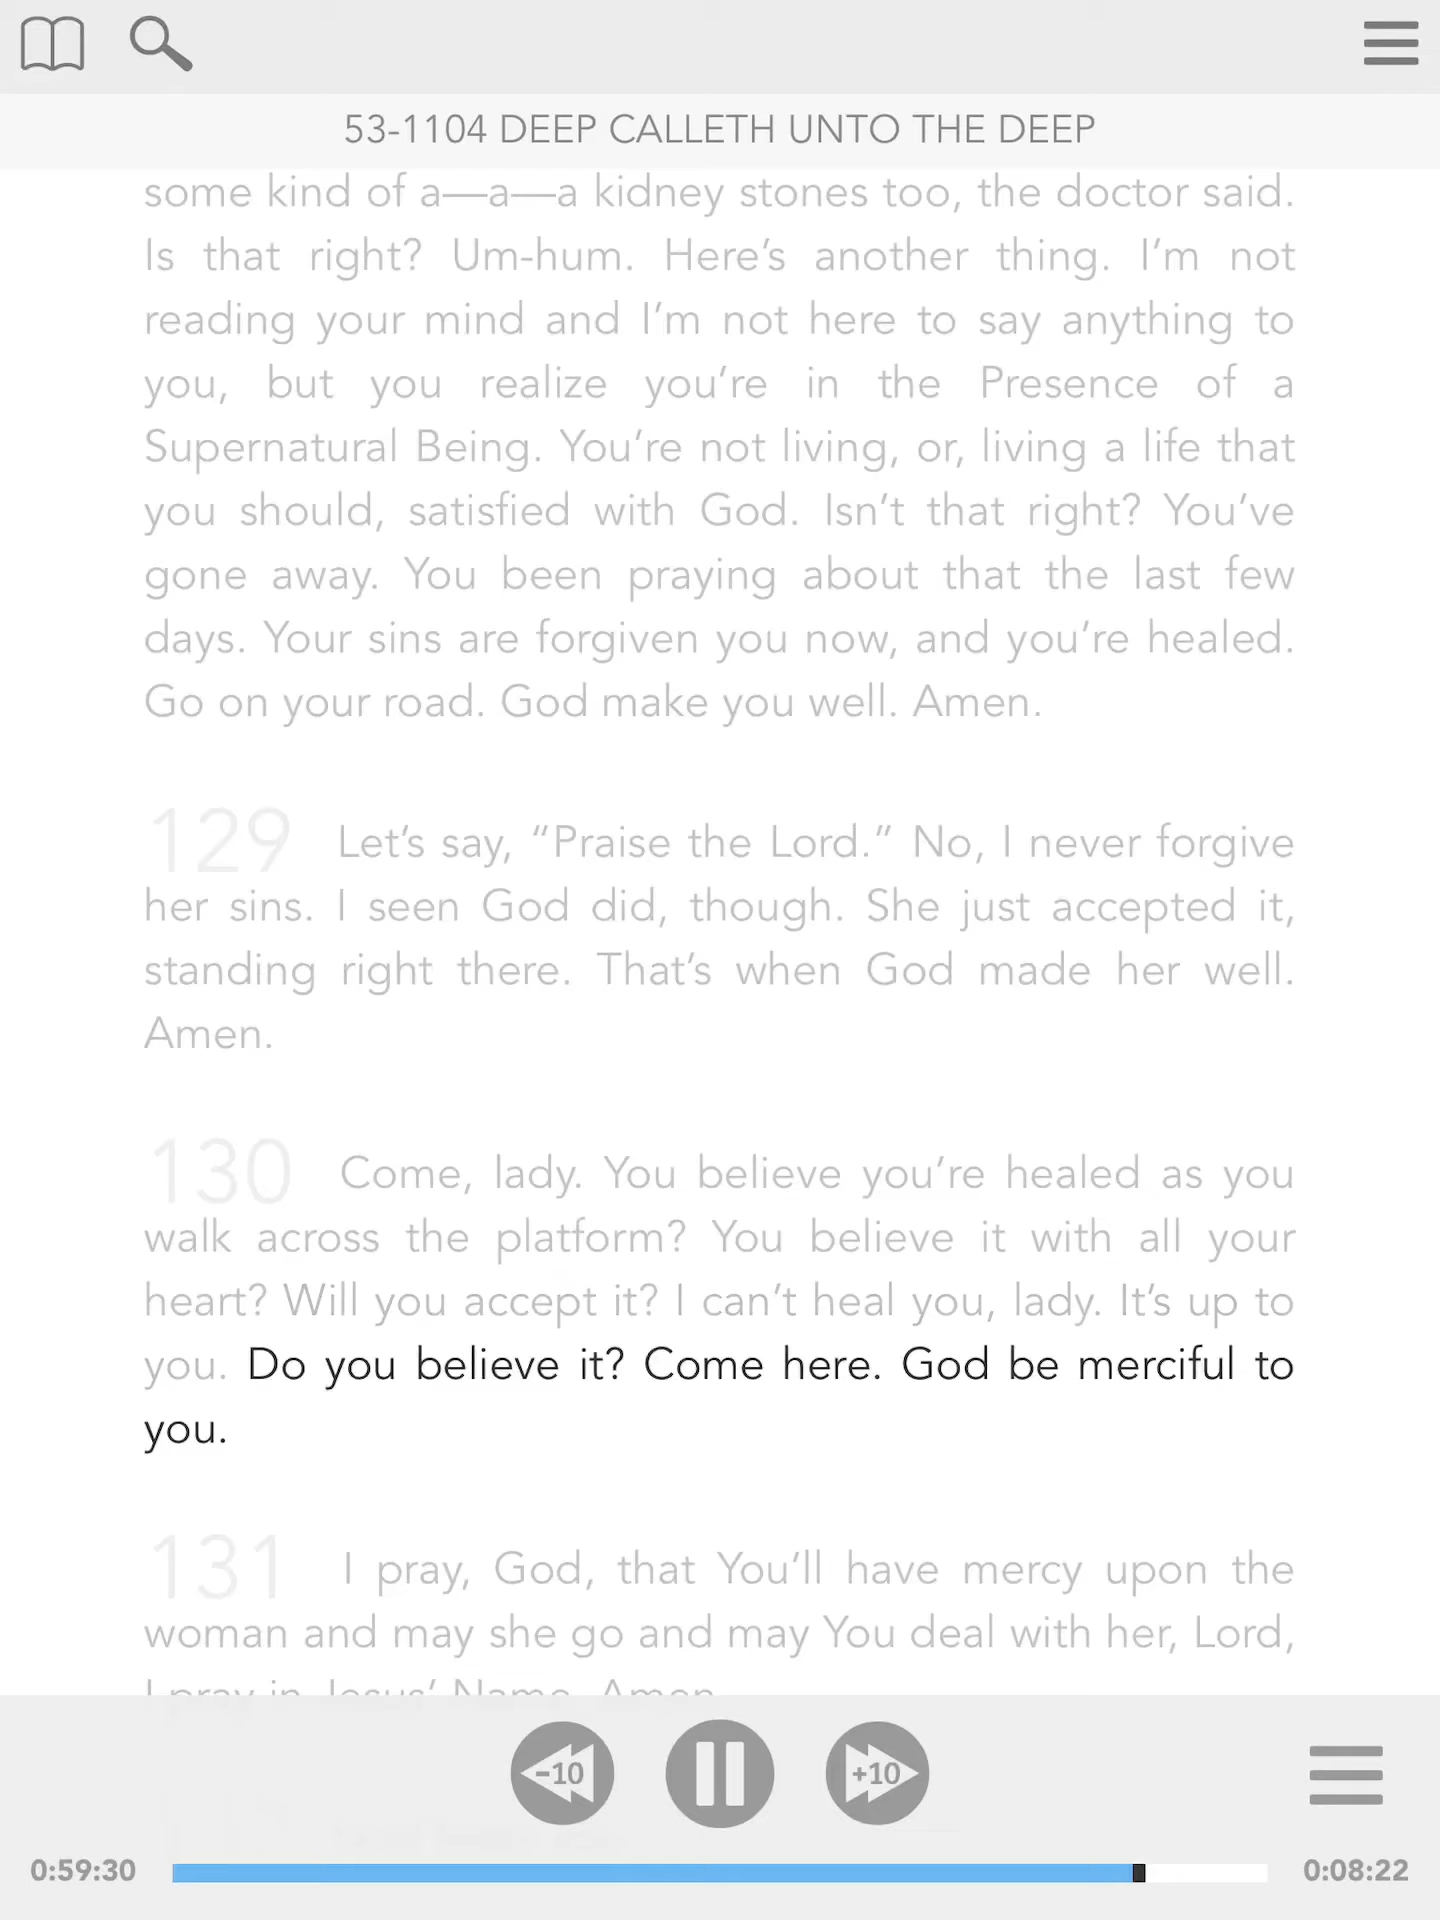 53-1104 DEEP CALLETH UNTO THE DEEP
some kind of a—a—a kidney stones too, the doctor said.
Is that right? Um-hum. Here’s another thing. I’m not
reading your mind and I’m not here to say anything to
you, but you realize you’re in the Presence of a
Supernatural Being. You’re not living, or, living a life that
you should, satisfied with God. Isn’t that right? You’ve
gone away. You been praying about that the last few
days. Your sins are forgiven you now, and you’re healed.
Go on your road. God make you well. Amen.
129 Let’s say, “Praise the Lord.” No, I never forgive
her sins. I seen God did, though. She just accepted it,
standing right there. That’s when God made her well.
Amen.
130 Come, lady. You believe you’re healed as you
walk across the platform? You believe it with all your
heart? Will you accept it? I can’t heal you, lady. It’s up to
you. Do you believe it? Come here. God be merciful to
you.
131 I pray, God, that You’ll have mercy upon the
woman and may she go and may You deal with her, Lord,
I pray in Jesus’ Name. Amen.
-10
+10
0:59:30
0:08:22